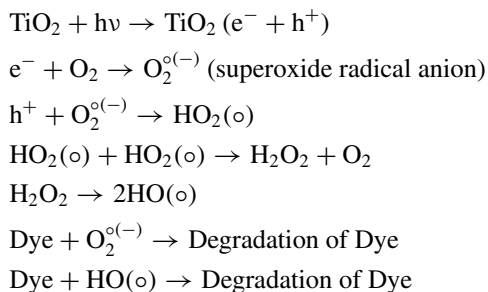 TiO₂ + hν → TiO₂ (e⁻ + h⁺)
e⁻ + O₂ → O₂°⁽⁻⁾ (superoxide radical anion)
h⁺ + O₂°⁽⁻⁾ → HO₂(○)
HO₂(○) + HO₂(○) → H₂O₂ + O₂
H₂O₂ → 2HO(○)
Dye + O₂°⁽⁻⁾ → Degradation of Dye
Dye + HO(○) → Degradation of Dye